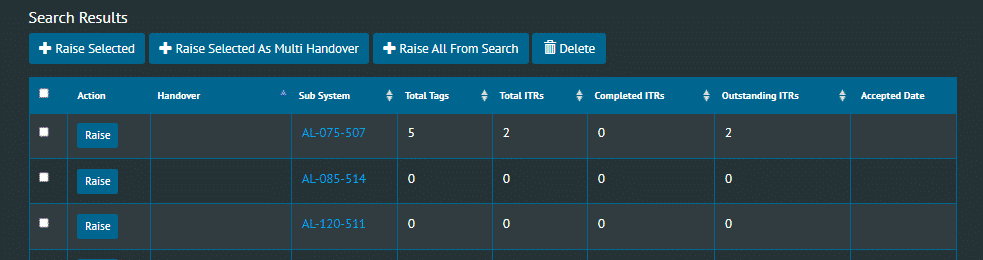 Search Results
Raise Selected Raise Selected As Multi Handover Raise All From Search Delete
Action Handover Sub System Total Tags Total ITRs Completed ITRs Outstanding ITRs Accepted Date
Raise AL-075-507 5 2 0 2
Raise AL-085-514 0 0 0 0
Raise AL-120-511 0 0 0 0